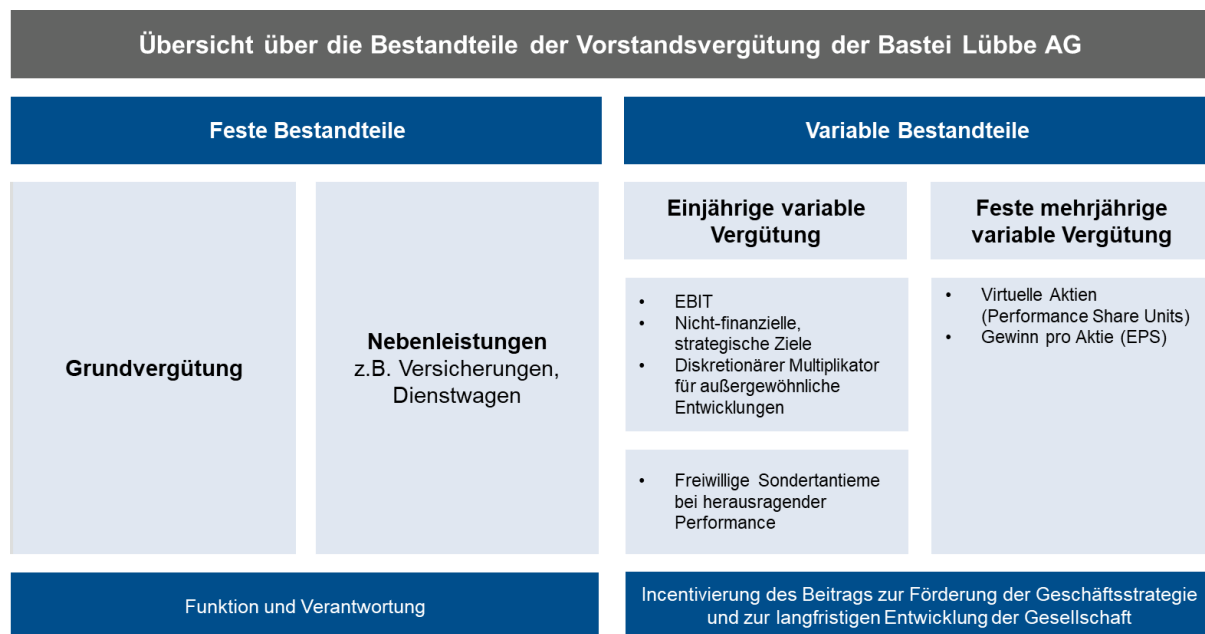 Übersicht über die Bestandteile der Vorstandsvergütung der Bastei Lübbe AG
Feste Bestandteile
Variable Bestandteile
Grundvergütung
Nebenleistungen
z.B. Versicherungen,
Dienstwagen
Einjährige variable
Vergütung
Feste mehrjährige
variable Vergütung
• EBIT
• Nicht-finanzielle,
strategische Ziele
• Diskretionärer Multiplikator
für außergewöhnliche
Entwicklungen
• Freiwillige Sondertantieme
bei herausragender
Performance
• Virtuelle Aktien
(Performance Share Units)
• Gewinn pro Aktie (EPS)
Funktion und Verantwortung
Incentivierung des Beitrags zur Förderung der Geschäftsstrategie
und zur langfristigen Entwicklung der Gesellschaft